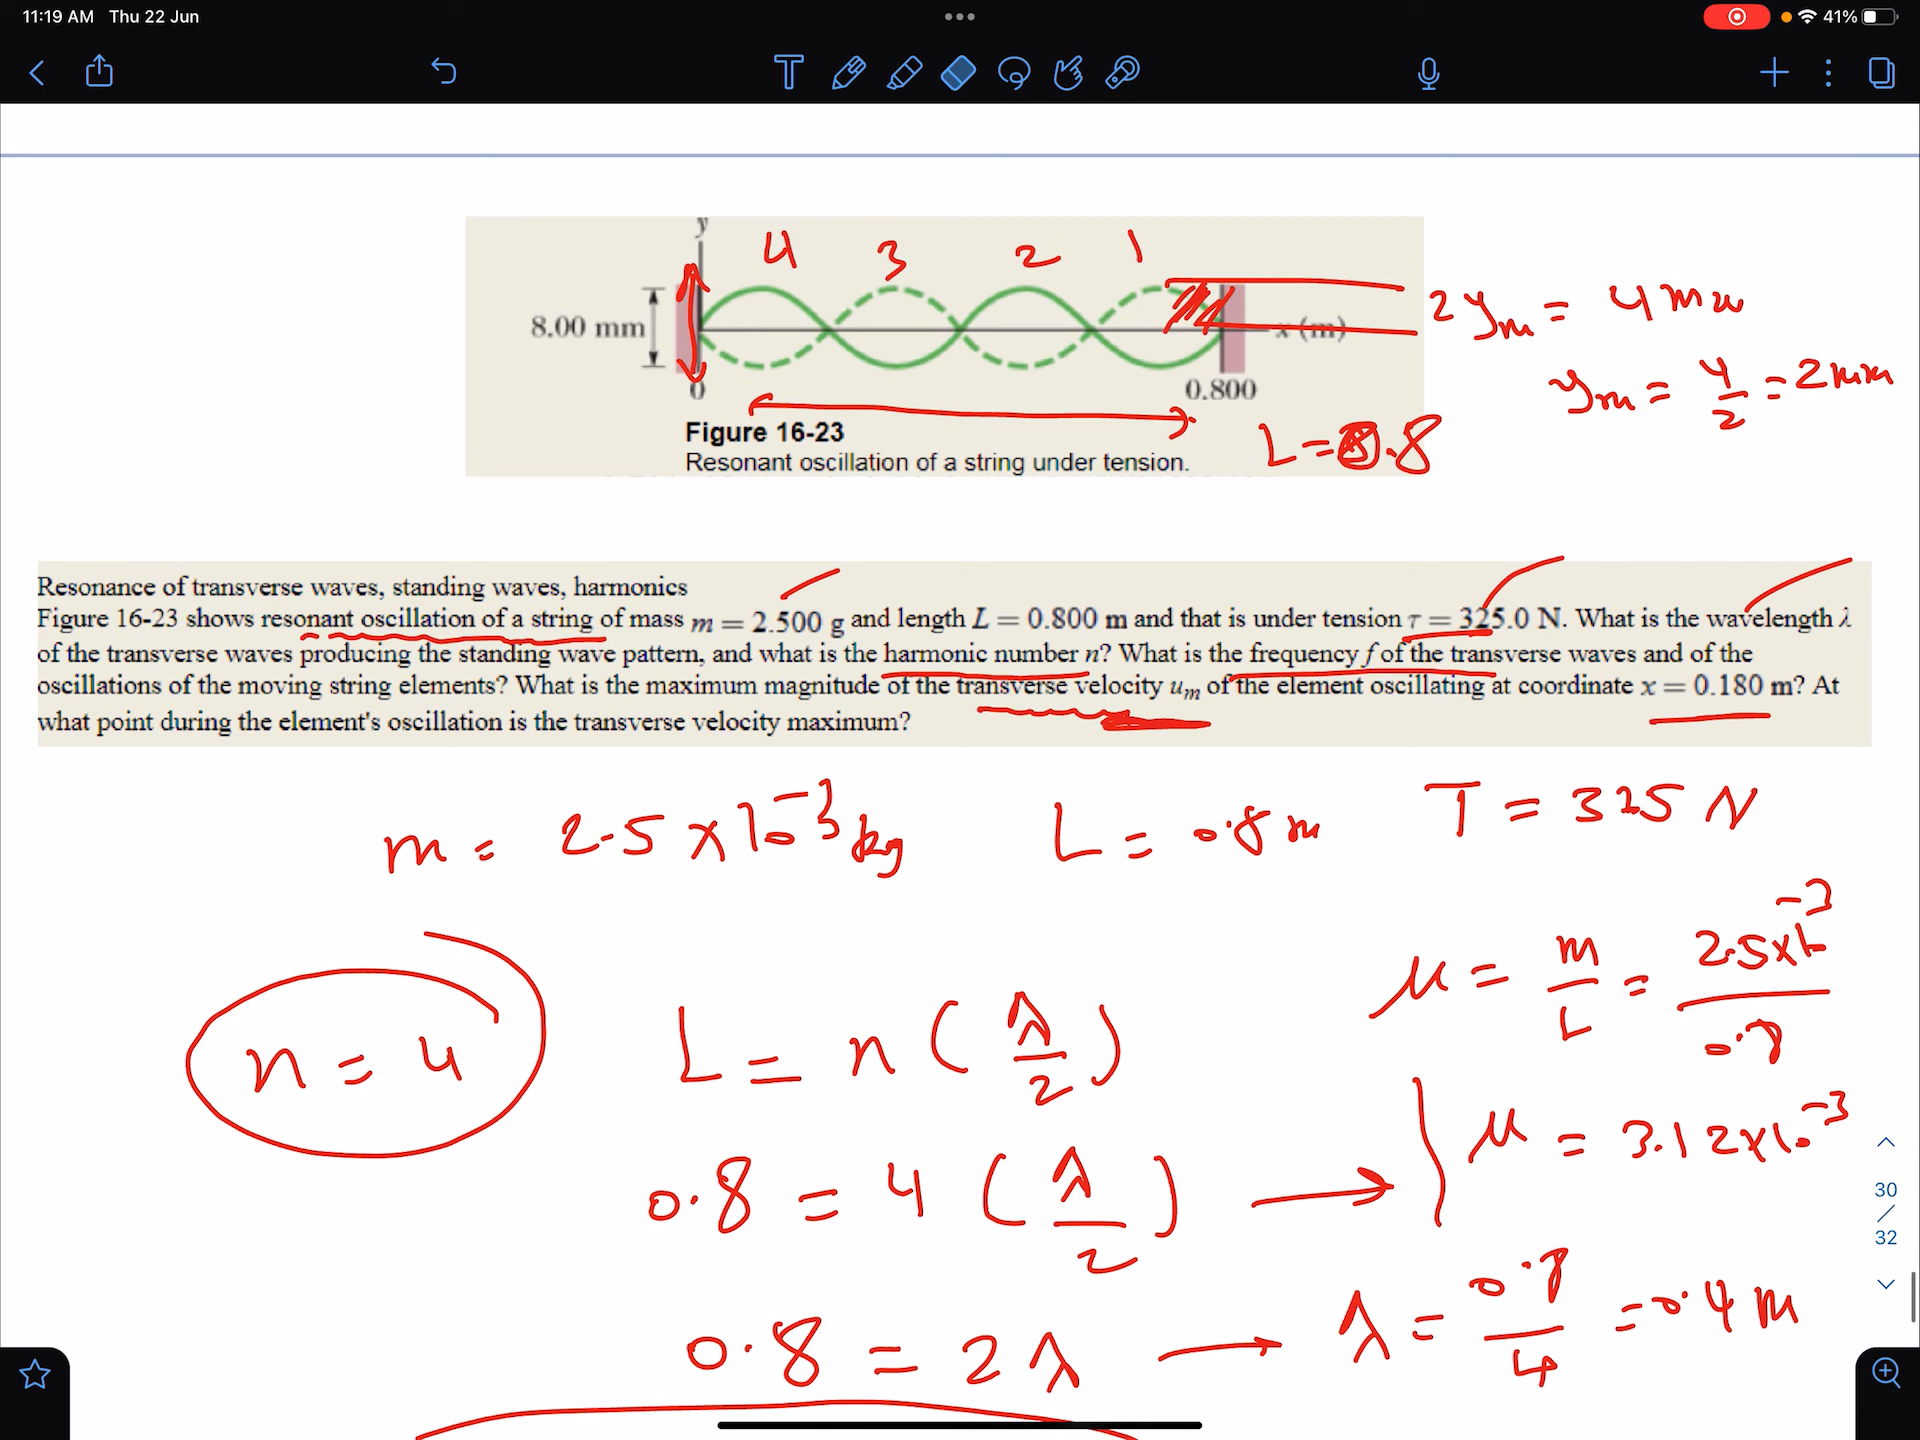 11:19 AM Thu 22 Jun
41%
T
y
4 3 2 1
8.00 mm
x (m)
2ym = 4mm
0
0.800
ym = 4/2 = 2mm
Figure 16-23
L = 0.8
Resonant oscillation of a string under tension.
Resonance of transverse waves, standing waves, harmonics
Figure 16-23 shows resonant oscillation of a string of mass m = 2.500 g and length L = 0.800 m and that is under tension τ = 325.0 N. What is the wavelength λ
of the transverse waves producing the standing wave pattern, and what is the harmonic number n? What is the frequency f of the transverse waves and of the
oscillations of the moving string elements? What is the maximum magnitude of the transverse velocity um of the element oscillating at coordinate x = 0.180 m? At
what point during the element's oscillation is the transverse velocity maximum?
m = 2.5 x 10^-3 kg L = 0.8 m T = 325 N
μ = m/L = 2.5x10^-3/0.8
n = 4 L = n (λ/2)
μ = 3.12x10^-3
30
/
32
0.8 = 4 (λ/2)
λ = 0.8/4 = 0.4 m
0.8 = 2λ